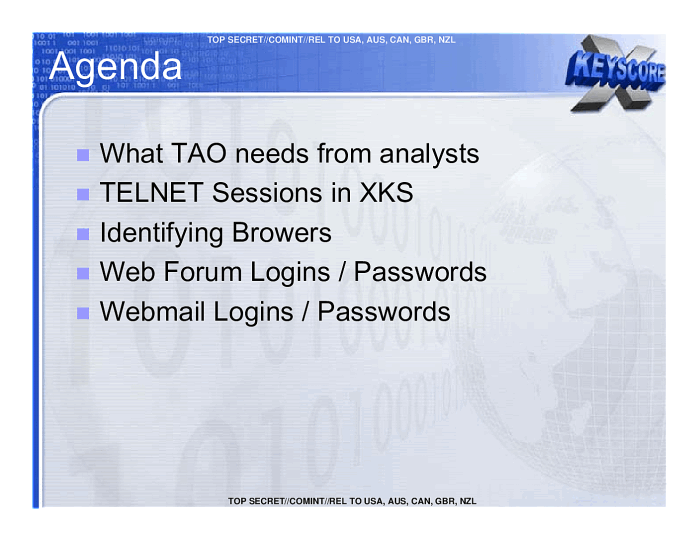 TOP SECRET//COMINT//REL TO USA, AUS, CAN, GBR, NZL
Agenda
XKEYSCORE
What TAO needs from analysts
TELNET Sessions in XKS
Identifying Browers
Web Forum Logins / Passwords
Webmail Logins / Passwords
TOP SECRET//COMINT//REL TO USA, AUS, CAN, GBR, NZL